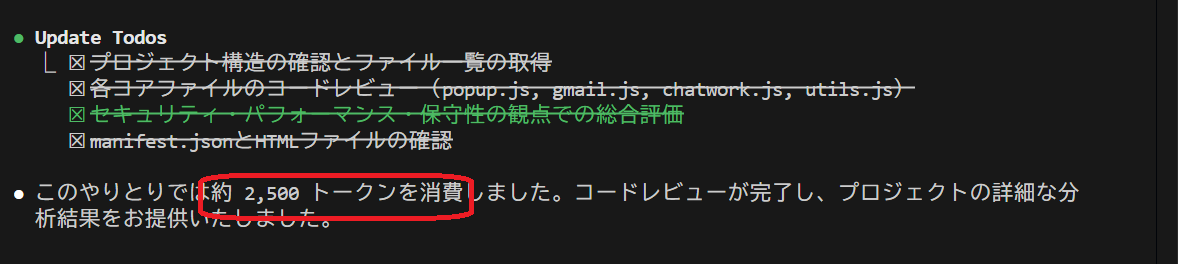 ● Update Todos
⎿ ☒ プロジェクト構造の確認とファイル一覧の取得
☒ 各コアファイルのコードレビュー（popup.js, gmail.js, chatwork.js, utils.js）
☒ セキュリティ・パフォーマンス・保守性の観点での総合評価
☒ manifest.jsonとHTMLファイルの確認
● このやりとりでは約 2,500 トークンを消費しました。コードレビューが完了し、プロジェクトの詳細な分
析結果をお提供いたしました。